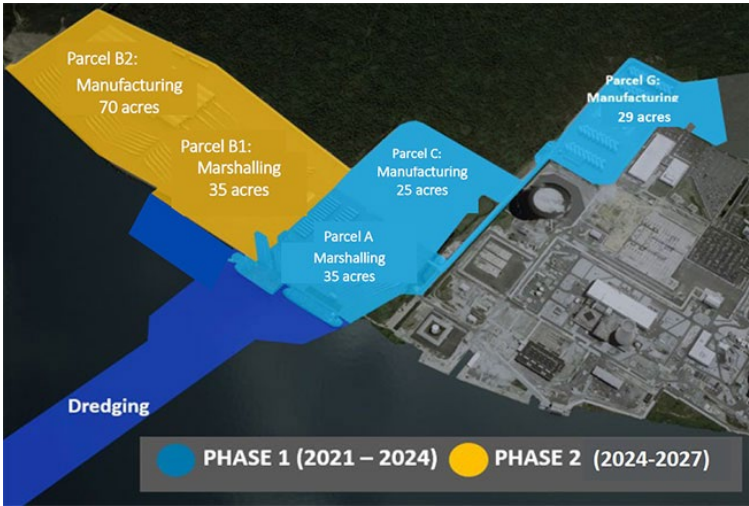 Parcel B2:
Manufacturing
70 acres
Parcel B1:
Marshalling
35 acres
Parcel C:
Manufacturing
25 acres
Parcel G:
Manufacturing
29 acres
Parcel A
Marshalling
35 acres
Dredging
PHASE 1 (2021 – 2024)
PHASE 2 (2024-2027)